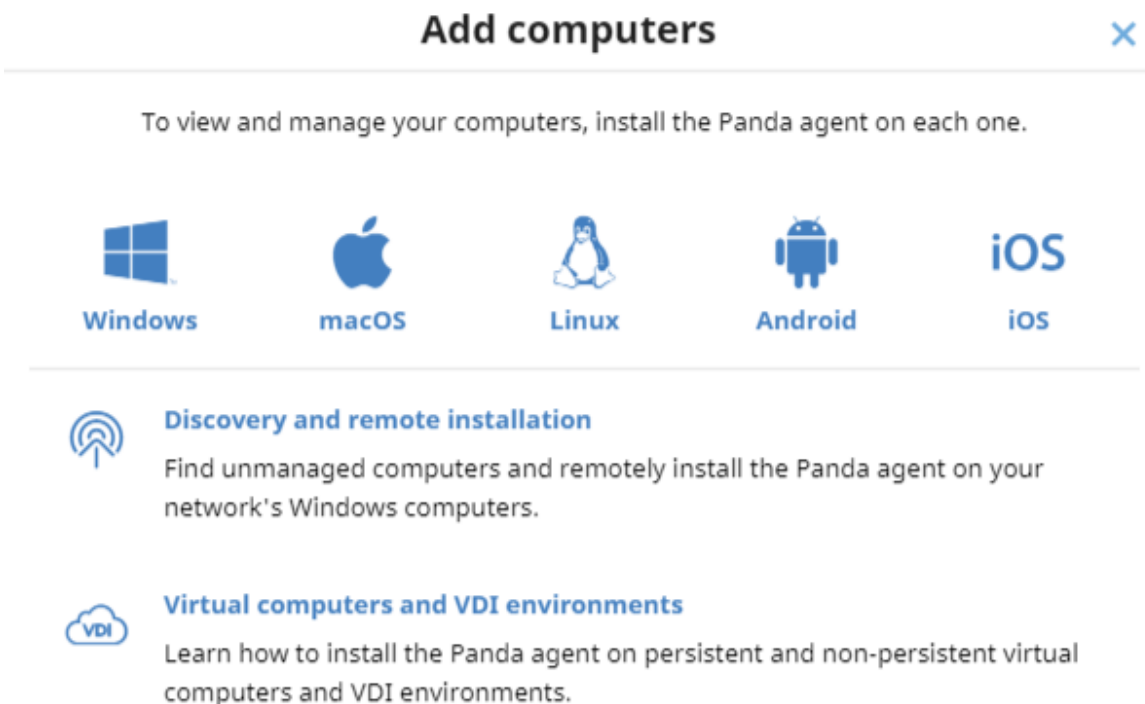 Add computers
To view and manage your computers, install the Panda agent on each one.
iOS
Windows macOS Linux Android iOS
Discovery and remote installation
Find unmanaged computers and remotely install the Panda agent on your
network's Windows computers.
Virtual computers and VDI environments
VDI
Learn how to install the Panda agent on persistent and non-persistent virtual
computers and VDI environments.